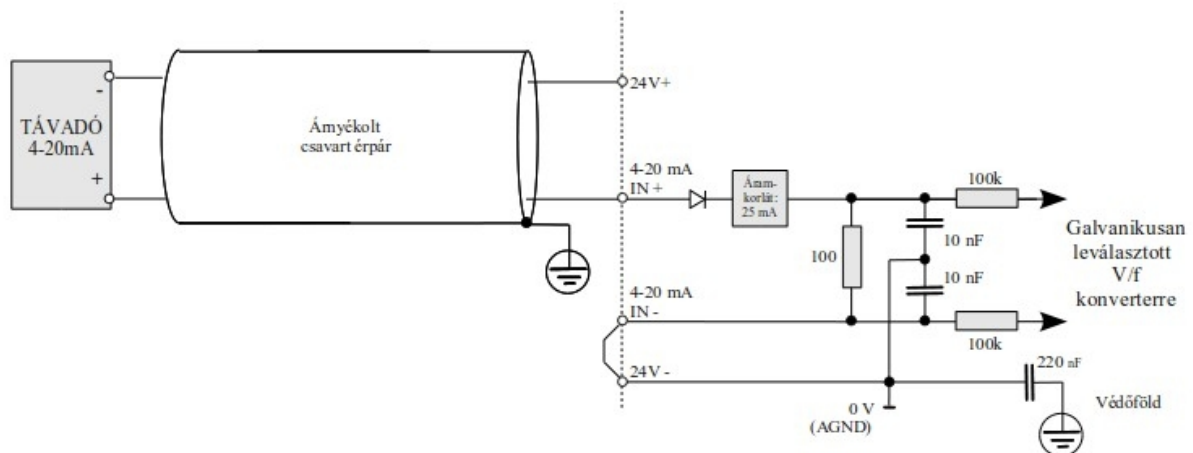 -
TÁVADÓ
4-20mA
+
Árnyékolt
csavart érpár
24V+
4-20 mA
IN +
Áram-
korlát:
25 mA
100k
10 nF
100
10 nF
Galvanikusan
leválasztott
V/f
konverterre
4-20 mA
IN -
100k
24V -
220 nF
0 V
(AGND)
Védőföld